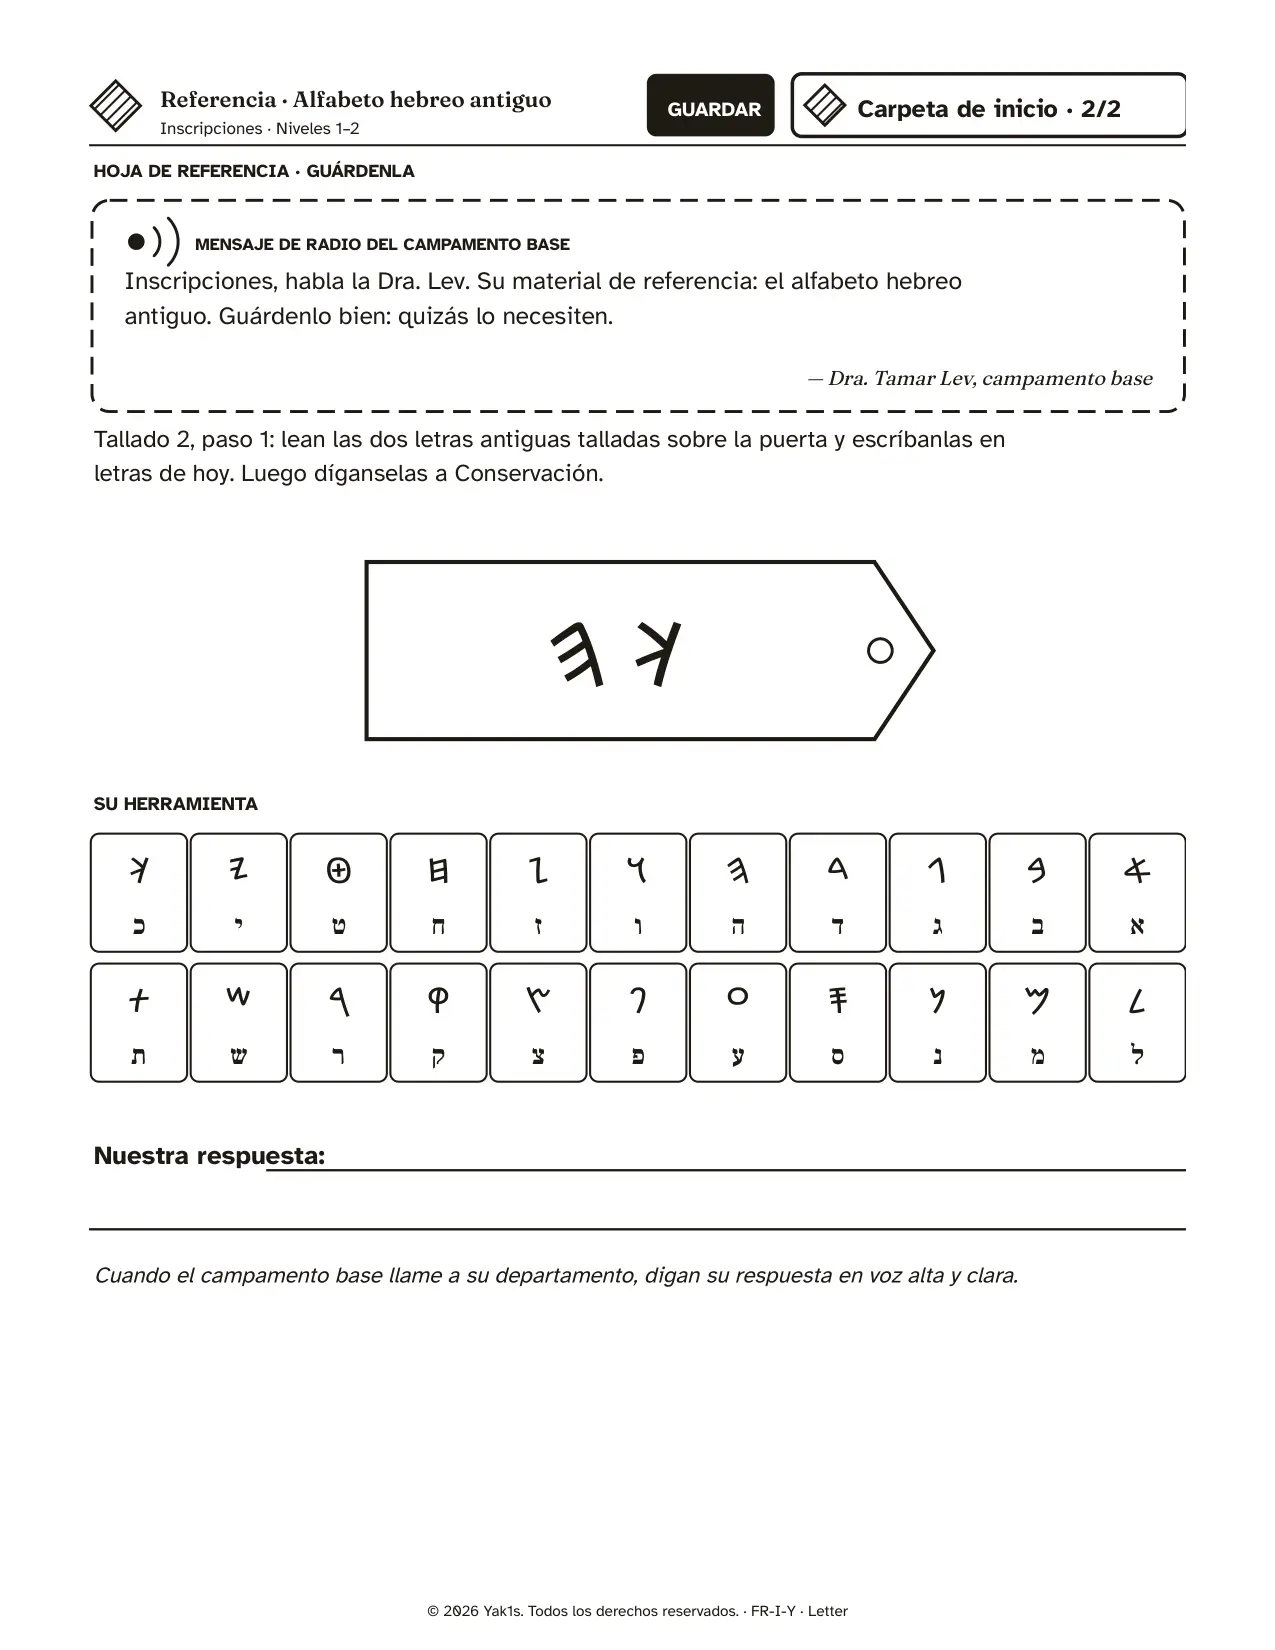 Referencia · Alfabeto hebreo antiguo
Inscripciones · Niveles 1–2
GUARDAR
Carpeta de inicio · 2/2
HOJA DE REFERENCIA · GUÁRDENLA
MENSAJE DE RADIO DEL CAMPAMENTO BASE
Inscripciones, habla la Dra. Lev. Su material de referencia: el alfabeto hebreo
antiguo. Guárdenlo bien: quizás lo necesiten.
— Dra. Tamar Lev, campamento base
Tallado 2, paso 1: lean las dos letras antiguas talladas sobre la puerta y escríbanlas en
letras de hoy. Luego díganselas a Conservación.
𐤊𐤄
SU HERRAMIENTA
𐤀 𐤁 𐤂 𐤃 𐤄 𐤅 𐤆 𐤇 𐤈 𐤉 𐤊
א ב ג ד ה ו ז ח ט י כ
𐤋 𐤌 𐤍 𐤎 𐤏 𐤐 𐤑 𐤒 𐤓 𐤔 𐤕
ל מ נ ס ע פ צ ק ר ש ת
Nuestra respuesta:
Cuando el campamento base llame a su departamento, digan su respuesta en voz alta y clara.
© 2026 Yak1s. Todos los derechos reservados. · FR-I-Y · Letter